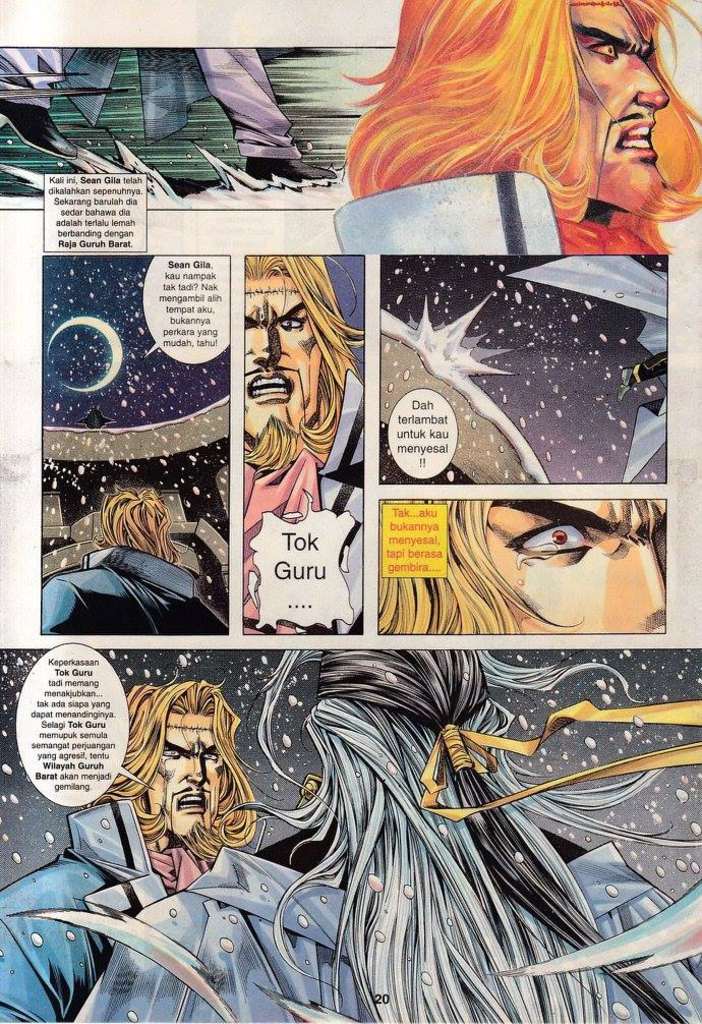 Kali ini, Sean Gila telah
dikalahkan sepenuhnya.
Sekarang barulah dia
sedar bahawa dia
adalah terlalu lemah
berbanding dengan
Raja Guruh Barat.
Sean Gila,
kau nampak
tak tadi? Nak
mengambil alih
tempat aku,
bukannya
perkara yang
mudah, tahu!
Tok
Guru
....
Dah
terlambat
untuk kau
menyesal
!!
Tak...aku
bukannya
menyesal,
tapi berasa
gembira....
Keperkasaan
Tok Guru
tadi memang
menakjubkan...
tak ada siapa yang
dapat menandinginya.
Selagi Tok Guru
memupuk semula
semangat perjuangan
yang agresif, tentu
Wilayah Guruh
Barat akan menjadi
gemilang.
20